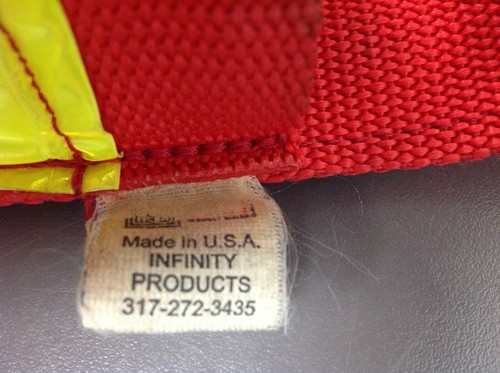 Made in U.S.A.
INFINITY
PRODUCTS
317-272-3435